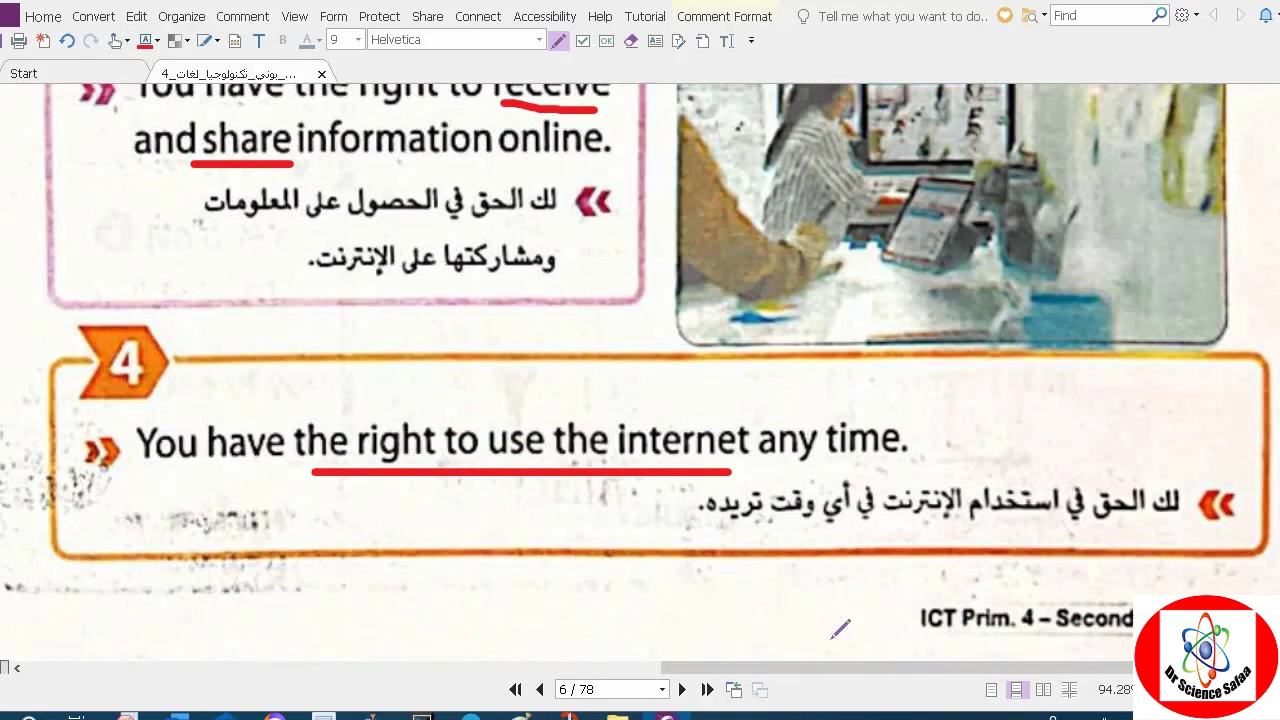 Home Convert Edit Organize Comment View Form Protect Share Connect Accessibility Help Tutorial Comment Format Tell me what you want to do.. Find
9 Helvetica
Start
4_بوني_تكنولوجيا_لغات_...
You have the right to receive
and share information online.
لك الحق في الحصول على المعلومات
ومشاركتها على الإنترنت.
4
You have the right to use the internet any time.
لك الحق في استخدام الإنترنت في أي وقت تريده.
ICT Prim. 4 – Second
Dr Science Safaa
6 / 78
94.28%